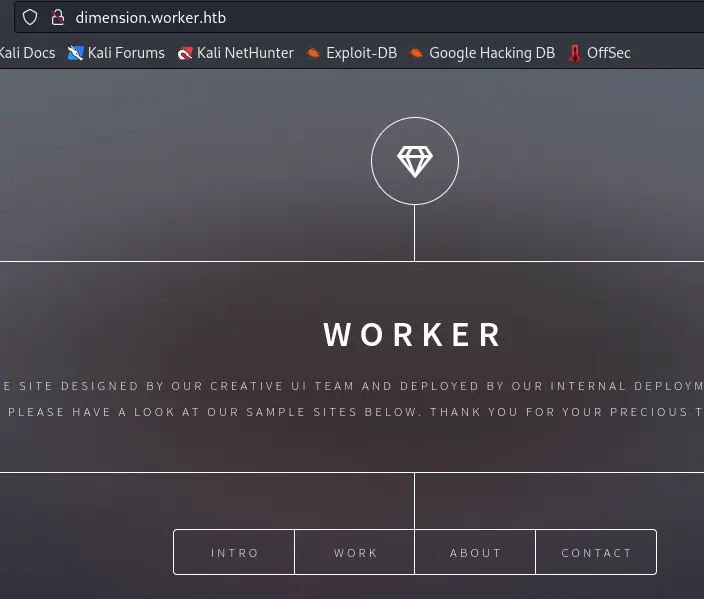 dimension.worker.htb
Kali Docs Kali Forums Kali NetHunter Exploit-DB Google Hacking DB OffSec
WORKER
E SITE DESIGNED BY OUR CREATIVE UI TEAM AND DEPLOYED BY OUR INTERNAL DEPLOYM
PLEASE HAVE A LOOK AT OUR SAMPLE SITES BELOW. THANK YOU FOR YOUR PRECIOUS T
INTRO WORK ABOUT CONTACT